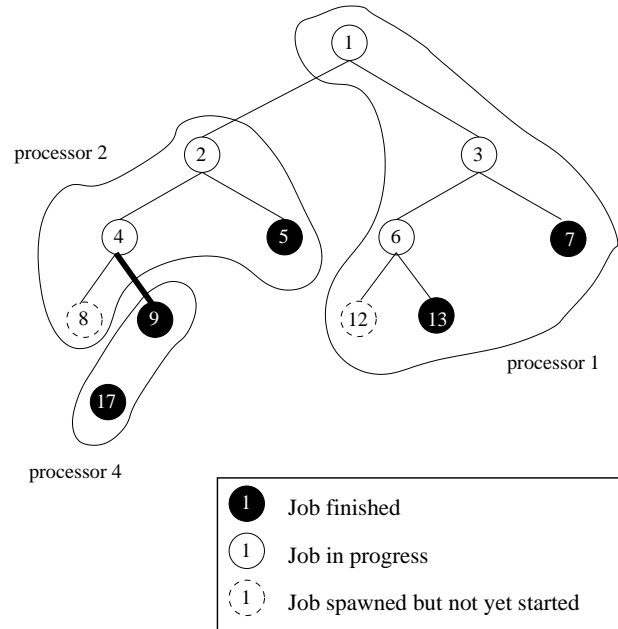 1
processor 2
2
3
4
5
6
7
8
9
12
13
processor 1
17
processor 4
1 Job finished
1 Job in progress
1 Job spawned but not yet started